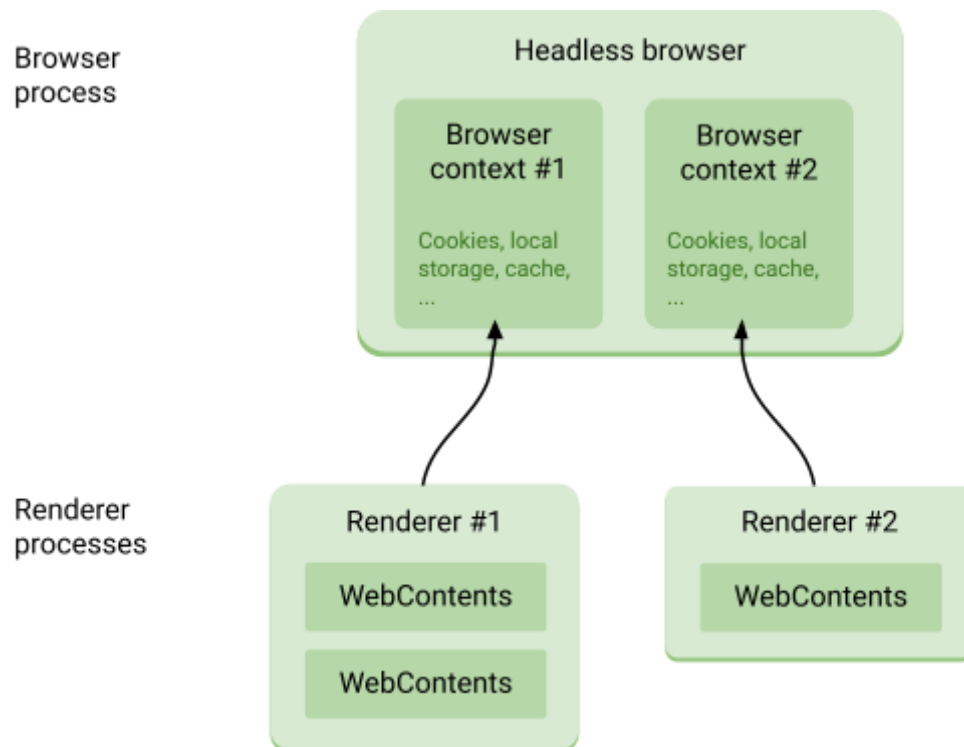 Browser
process
Headless browser
Browser
context #1
Cookies, local
storage, cache,
...
Browser
context #2
Cookies, local
storage, cache,
...
Renderer
processes
Renderer #1
WebContents
WebContents
Renderer #2
WebContents